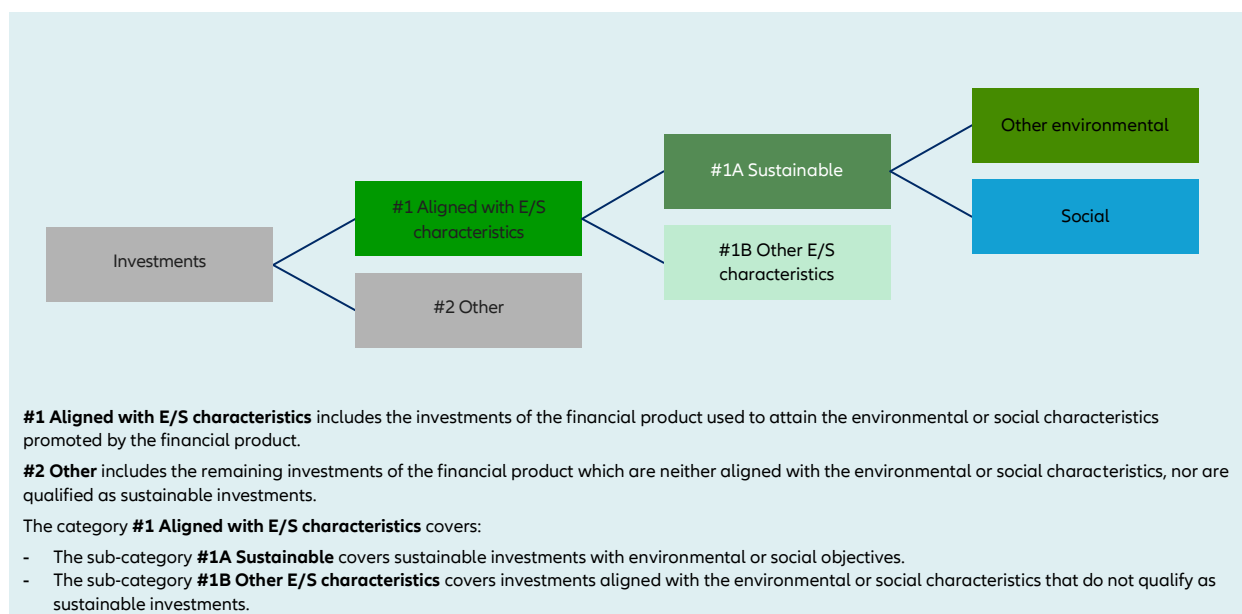 Other environmental
#1A Sustainable
#1 Aligned with E/S
characteristics
Social
Investments
#1B Other E/S
characteristics
#2 Other
#1 Aligned with E/S characteristics includes the investments of the financial product used to attain the environmental or social characteristics
promoted by the financial product.
#2 Other includes the remaining investments of the financial product which are neither aligned with the environmental or social characteristics, nor are
qualified as sustainable investments.
The category #1 Aligned with E/S characteristics covers:
- The sub-category #1A Sustainable covers sustainable investments with environmental or social objectives.
- The sub-category #1B Other E/S characteristics covers investments aligned with the environmental or social characteristics that do not qualify as
sustainable investments.